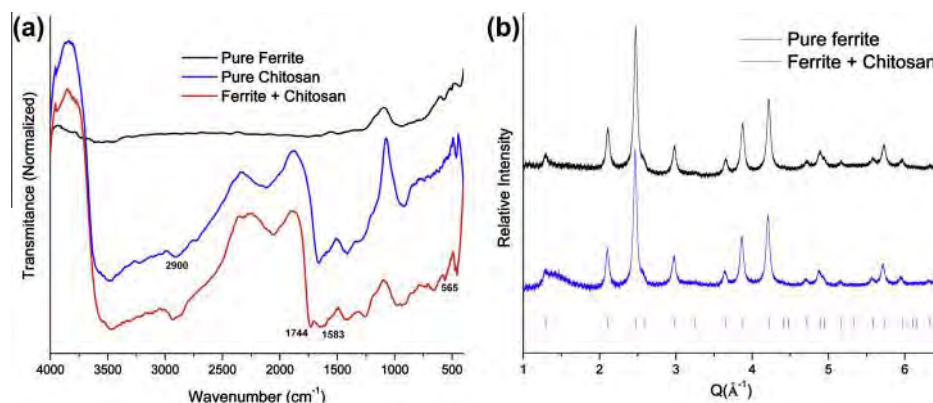 (a)
Pure Ferrite
Pure Chitosan
Ferrite + Chitosan
2900
1744
1583
565
Transmitance (Normalized)
4000 3500 3000 2500 2000 1500 1000 500
Wavenumber (cm⁻¹)
(b)
Pure ferrite
Ferrite + Chitosan
Relative Intensity
1 2 3 4 5 6
Q(Å⁻¹)